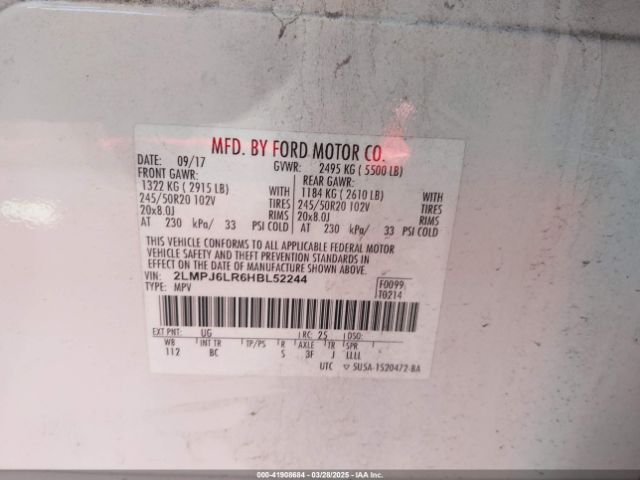 MFD. BY FORD MOTOR CO.
DATE: 09/17 GVWR: 2495 KG ( 5500 LB)
FRONT GAWR: REAR GAWR:
1322 KG ( 2915 LB) WITH 1184 KG ( 2610 LB) WITH
245/50R20 102V TIRES 245/50R20 102V TIRES
20x8.0J RIMS 20x8.0J RIMS
AT 230 kPa/ 33 PSI COLD AT 230 kPa/ 33 PSI COLD
THIS VEHICLE CONFORMS TO ALL APPLICABLE FEDERAL MOTOR
VEHICLE SAFETY AND THEFT PREVENTION STANDARDS
IN EFFECT ON THE DATE OF MANUFACTURE SHOWN ABOVE.
VIN: 2LMPJ6LR6HBL52244 F0099
TYPE: MPV T0214
EXT PNT: UG RC: 25 DSO:
WB INT TR TP/PS R AXLE TR SPR
112 BC S 3F J LLLL
UTC ▽ 5U5A-1520472-BA
000-41908684 - 03/28/2025 - IAAI.COM